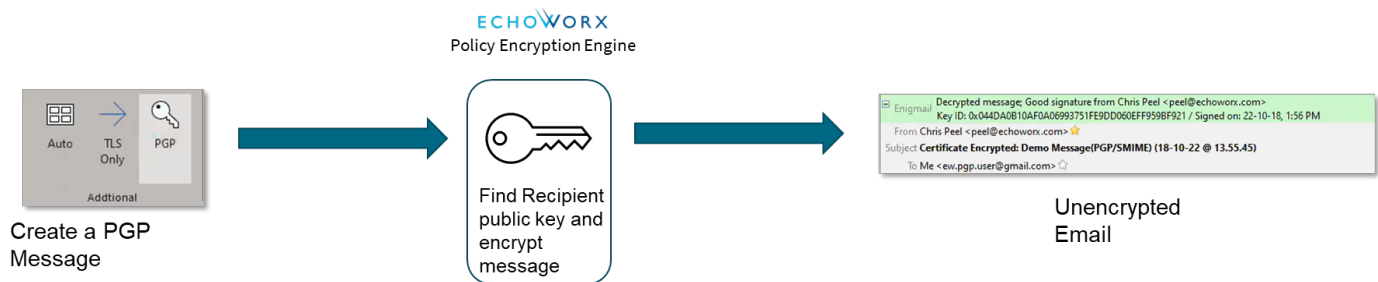 ECHOWORX
Policy Encryption Engine
Auto
TLS
Only
PGP
Addtional
Create a PGP
Message
Find Recipient
public key and
encrypt
message
Enigmail
Decrypted message; Good signature from Chris Peel <peel@echoworx.com>
Key ID: 0x044DA0B10AF0A06993751FE9DD060EFF959BF921 / Signed on: 22-10-18, 1:56 PM
From Chris Peel <peel@echoworx.com>
Subject Certificate Encrypted: Demo Message(PGP/SMIME) (18-10-22 @ 13.55.45)
To Me <ew.pgp.user@gmail.com>
Unencrypted
Email